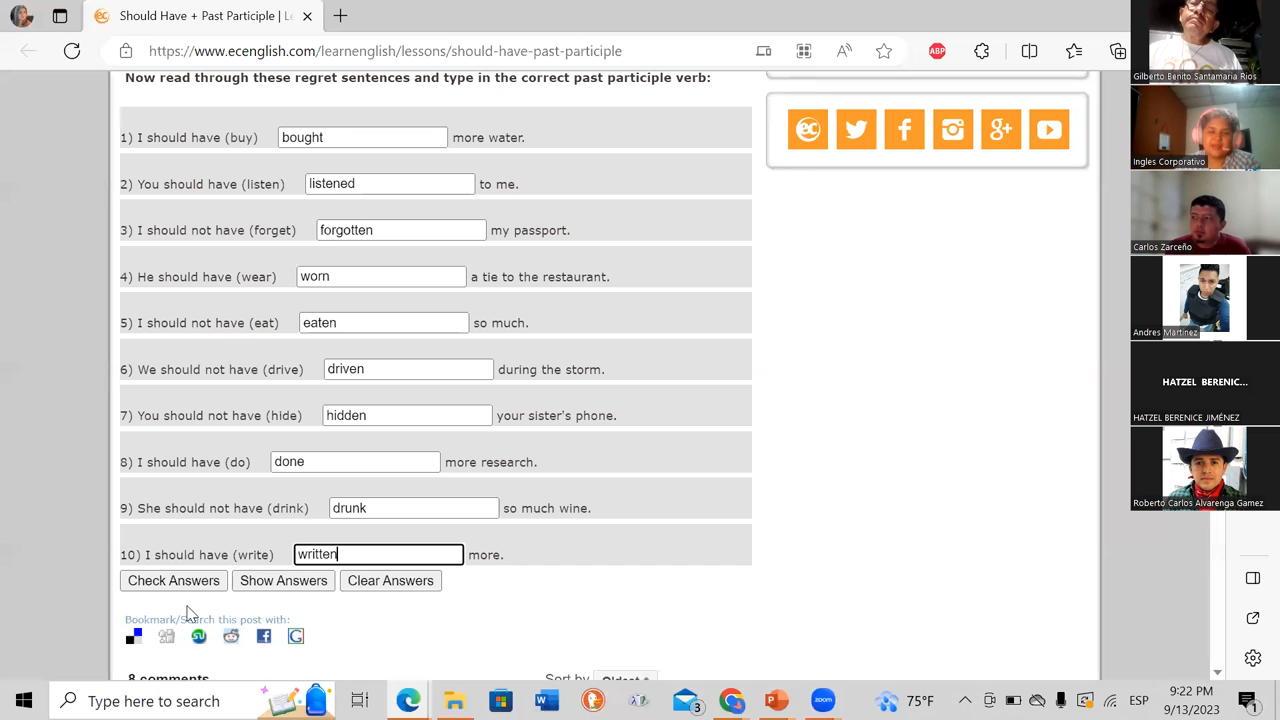 Should Have + Past Participle | Le
https://www.ecenglish.com/learnenglish/lessons/should-have-past-participle
ABP
Now read through these regret sentences and type in the correct past participle verb:
1) I should have (buy) bought more water.
2) You should have (listen) listened to me.
3) I should not have (forget) forgotten my passport.
4) He should have (wear) worn a tie to the restaurant.
5) I should not have (eat) eaten so much.
6) We should not have (drive) driven during the storm.
7) You should not have (hide) hidden your sister's phone.
8) I should have (do) done more research.
9) She should not have (drink) drunk so much wine.
10) I should have (write) written more.
Check Answers Show Answers Clear Answers
Bookmark/Search this post with:
8 comments Sort by Oldest
Gilberto Benito Santamaria Rios
Ingles Corporativo
Carlos Zarceño
Andres Martinez
HATZEL BERENIC...
HATZEL BERENICE JIMÉNEZ
Roberto Carlos Alvarenga Gamez
Type here to search
3
zoom
75°F
ESP
9:22 PM
9/13/2023
1